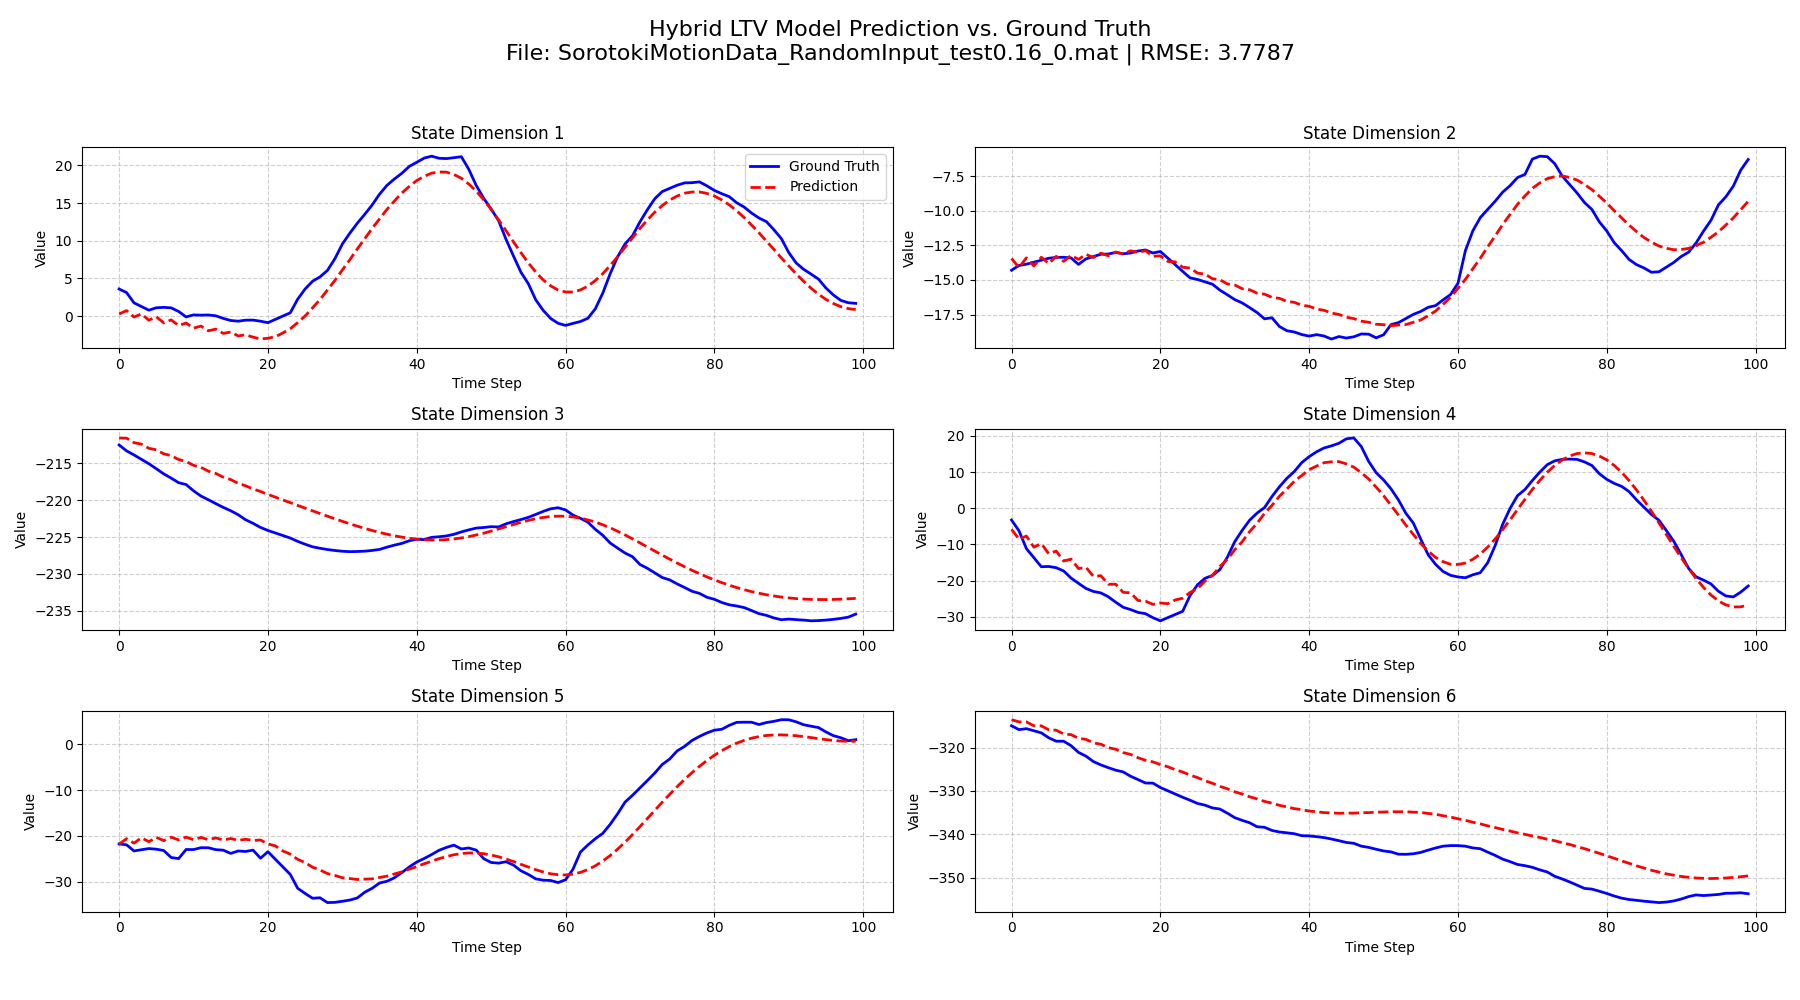 Hybrid LTV Model Prediction vs. Ground Truth
File: SorotokiMotionData_RandomInput_test0.16_0.mat | RMSE: 3.7787
State Dimension 1
Ground Truth
Prediction
Value
20
15
10
5
0
0 20 40 60 80 100
Time Step
State Dimension 2
Value
−7.5
−10.0
−12.5
−15.0
−17.5
0 20 40 60 80 100
Time Step
State Dimension 3
Value
−215
−220
−225
−230
−235
0 20 40 60 80 100
Time Step
State Dimension 4
Value
20
10
0
−10
−20
−30
0 20 40 60 80 100
Time Step
State Dimension 5
Value
0
−10
−20
−30
0 20 40 60 80 100
Time Step
State Dimension 6
Value
−320
−330
−340
−350
0 20 40 60 80 100
Time Step